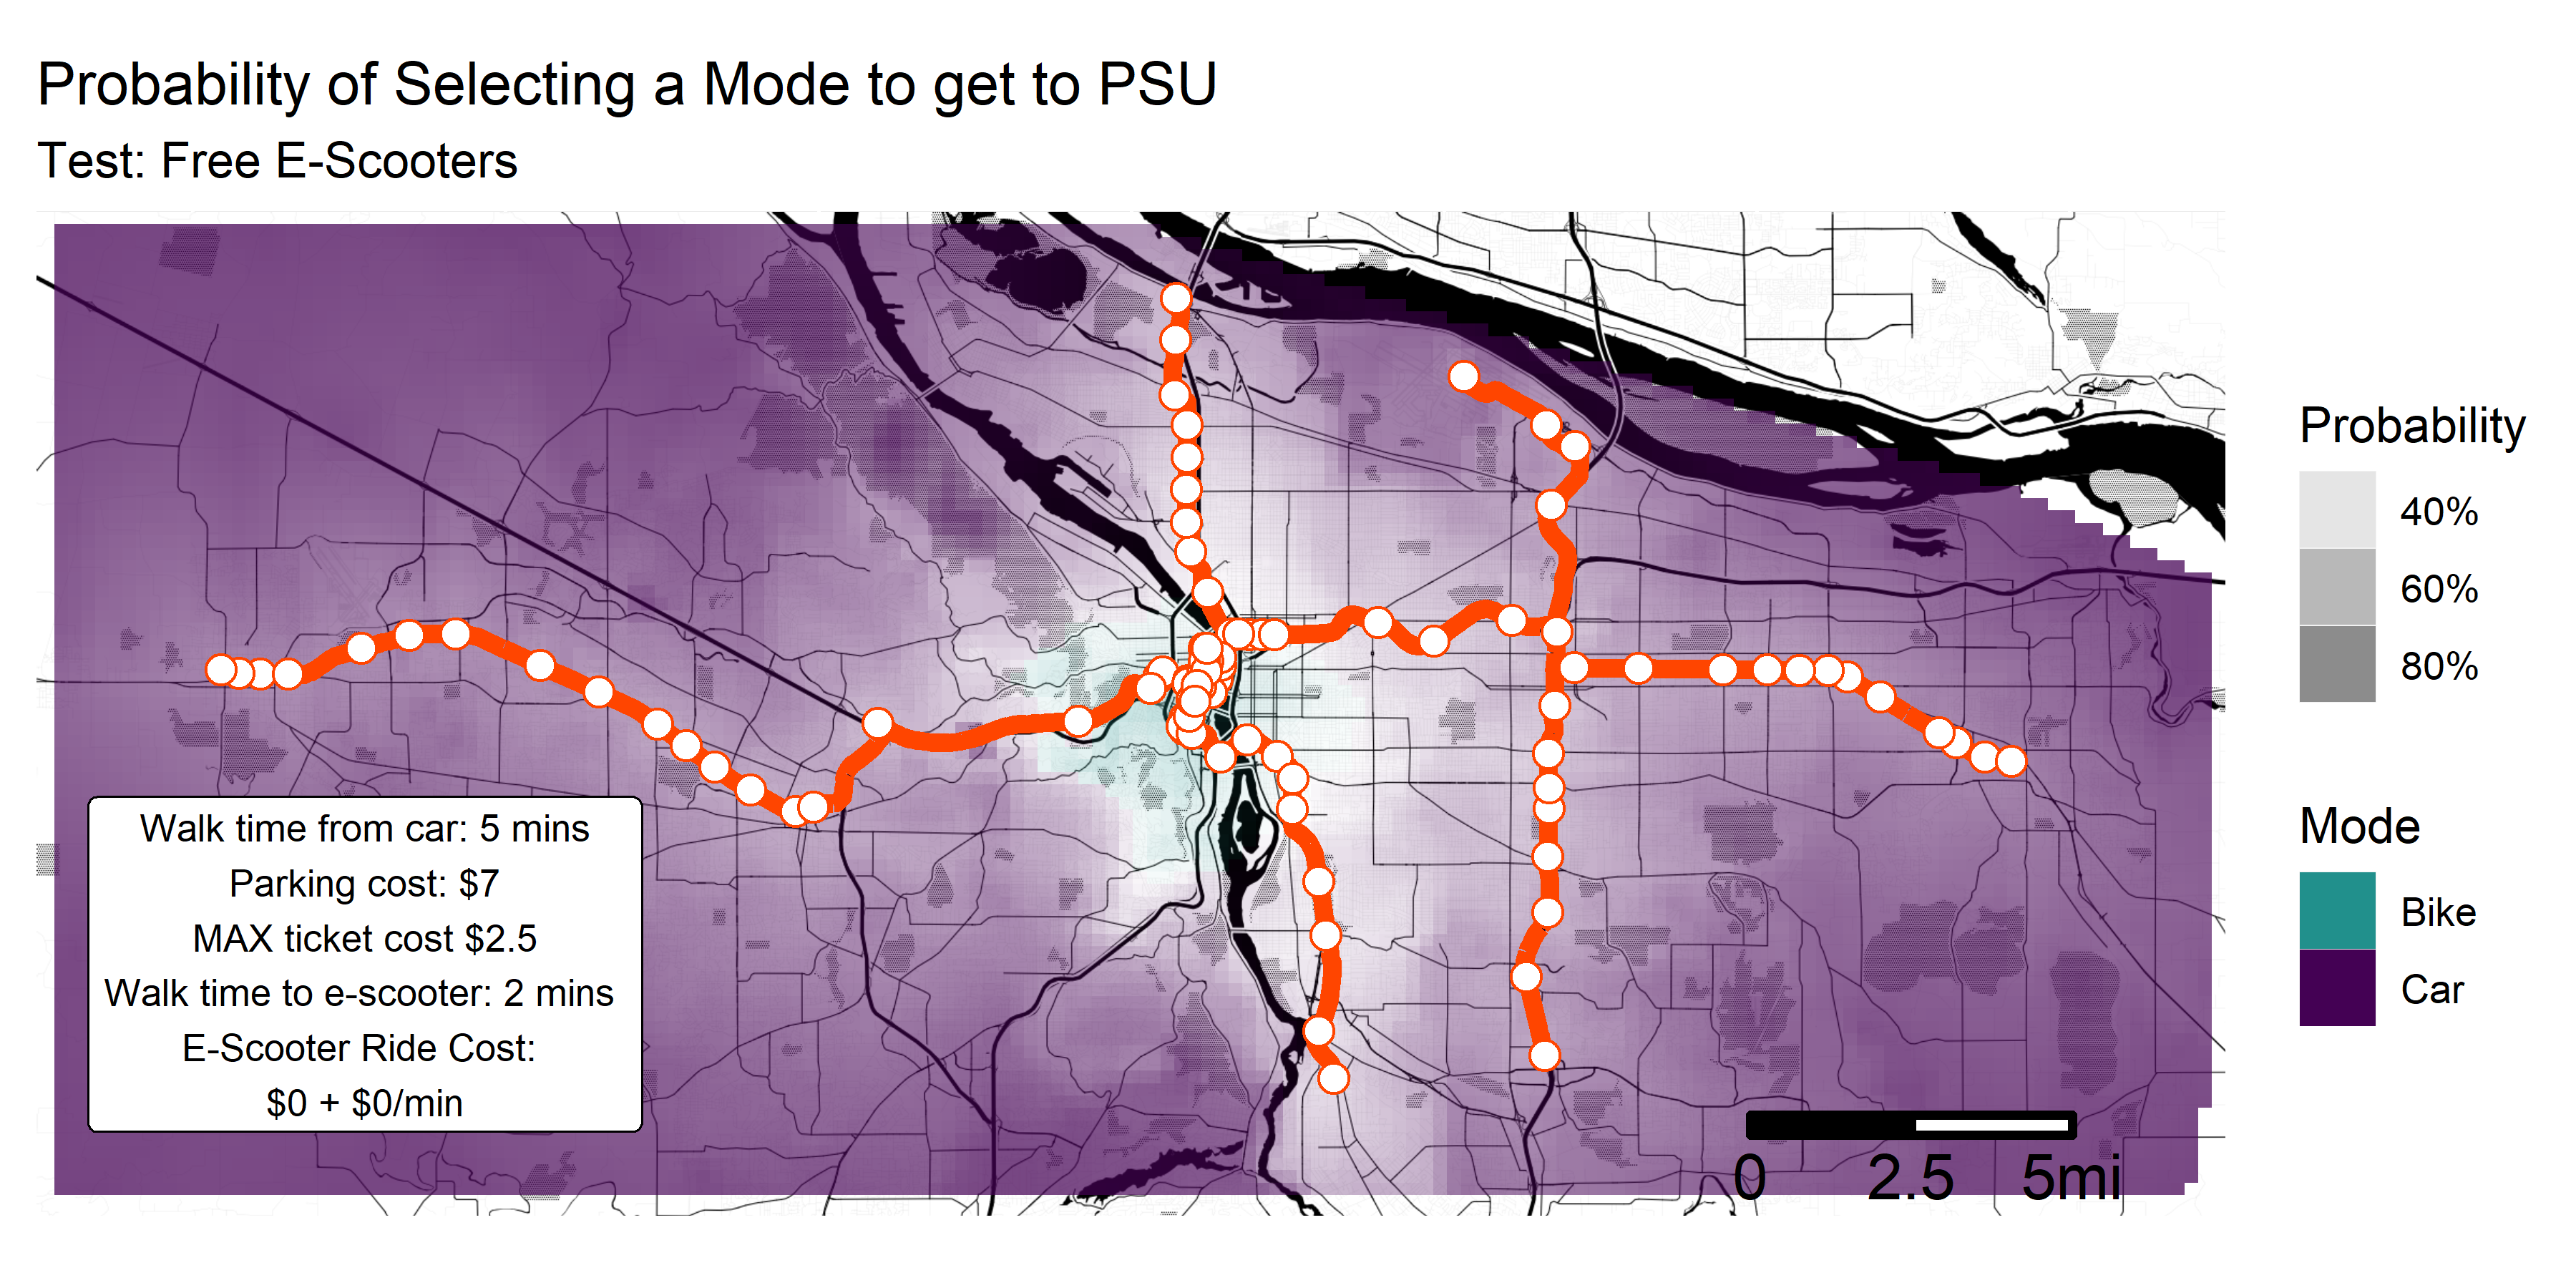 Probability of Selecting a Mode to get to PSU
Test: Free E-Scooters
Walk time from car: 5 mins
Parking cost: $7
MAX ticket cost $2.5
Walk time to e-scooter: 2 mins
E-Scooter Ride Cost:
$0 + $0/min
0 2.5 5mi
Probability
40%
60%
80%
Mode
Bike
Car